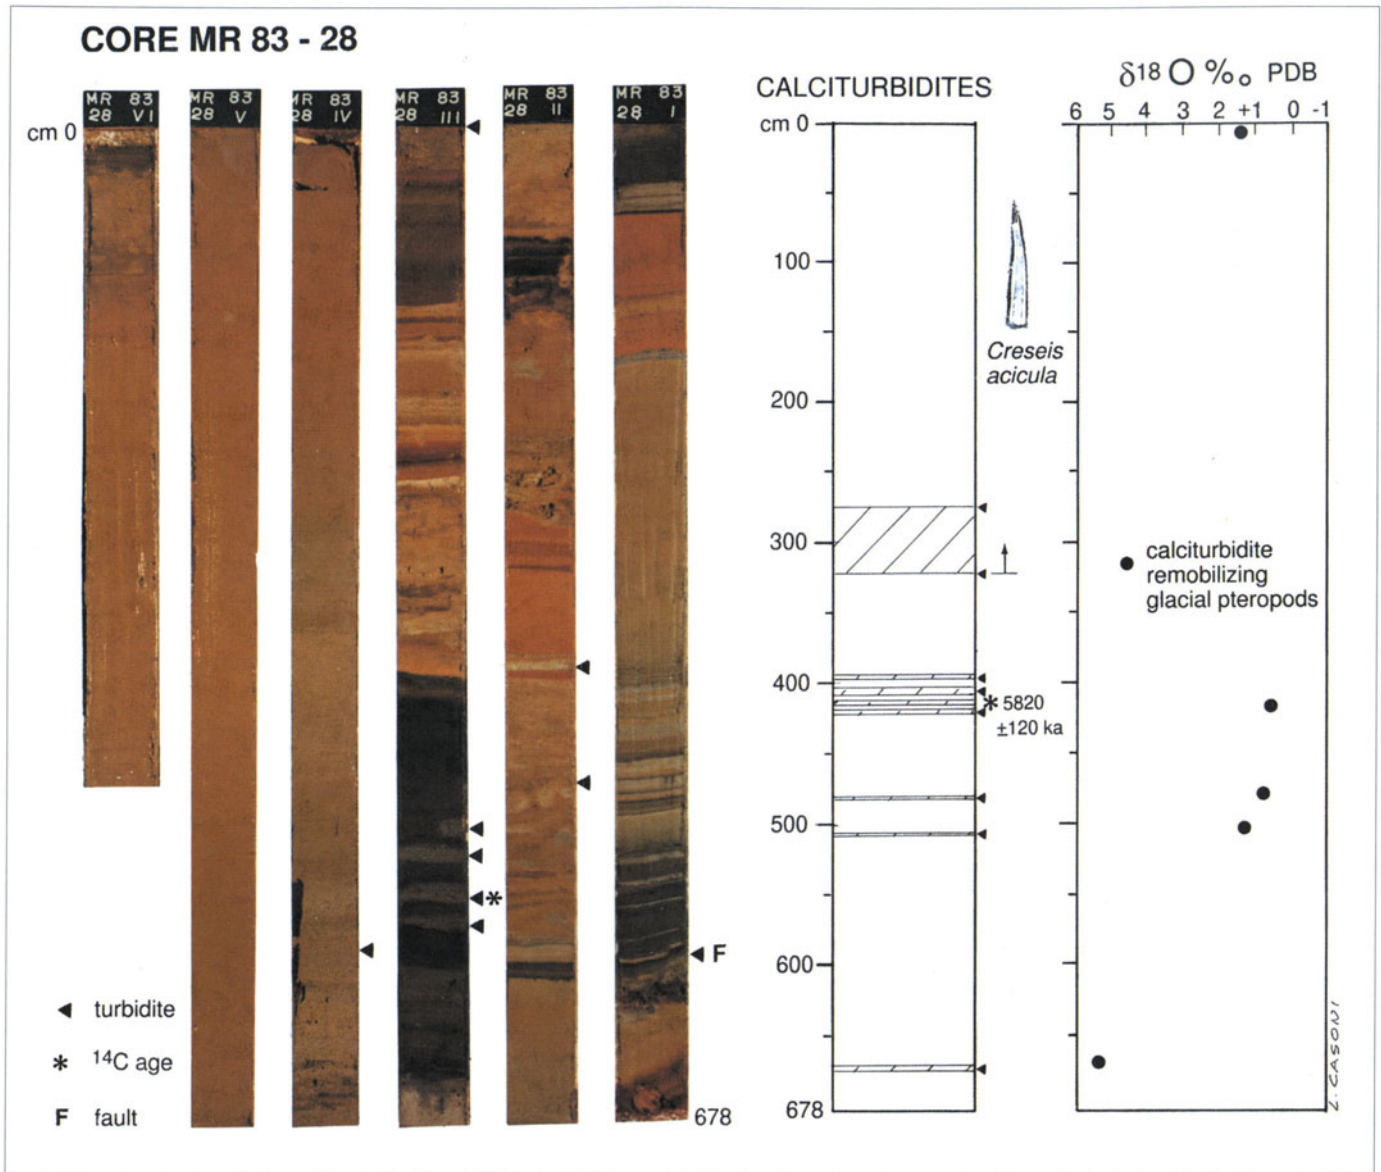 CORE MR 83 - 28
MR 83
28 VI
MR 83
28 V
MR 83
28 IV
MR 83
28 III
MR 83
28 II
MR 83
28 I
cm 0
turbidite
14C age
F fault
F
678
CALCITURBIDITES
cm 0
100
200
300
400
500
600
678
Creseis
acicula
5820
±120 ka
δ18 O ‰ PDB
6 5 4 3 2 +1 0 -1
calciturbidite
remobilizing
glacial pteropods
L. CASONI